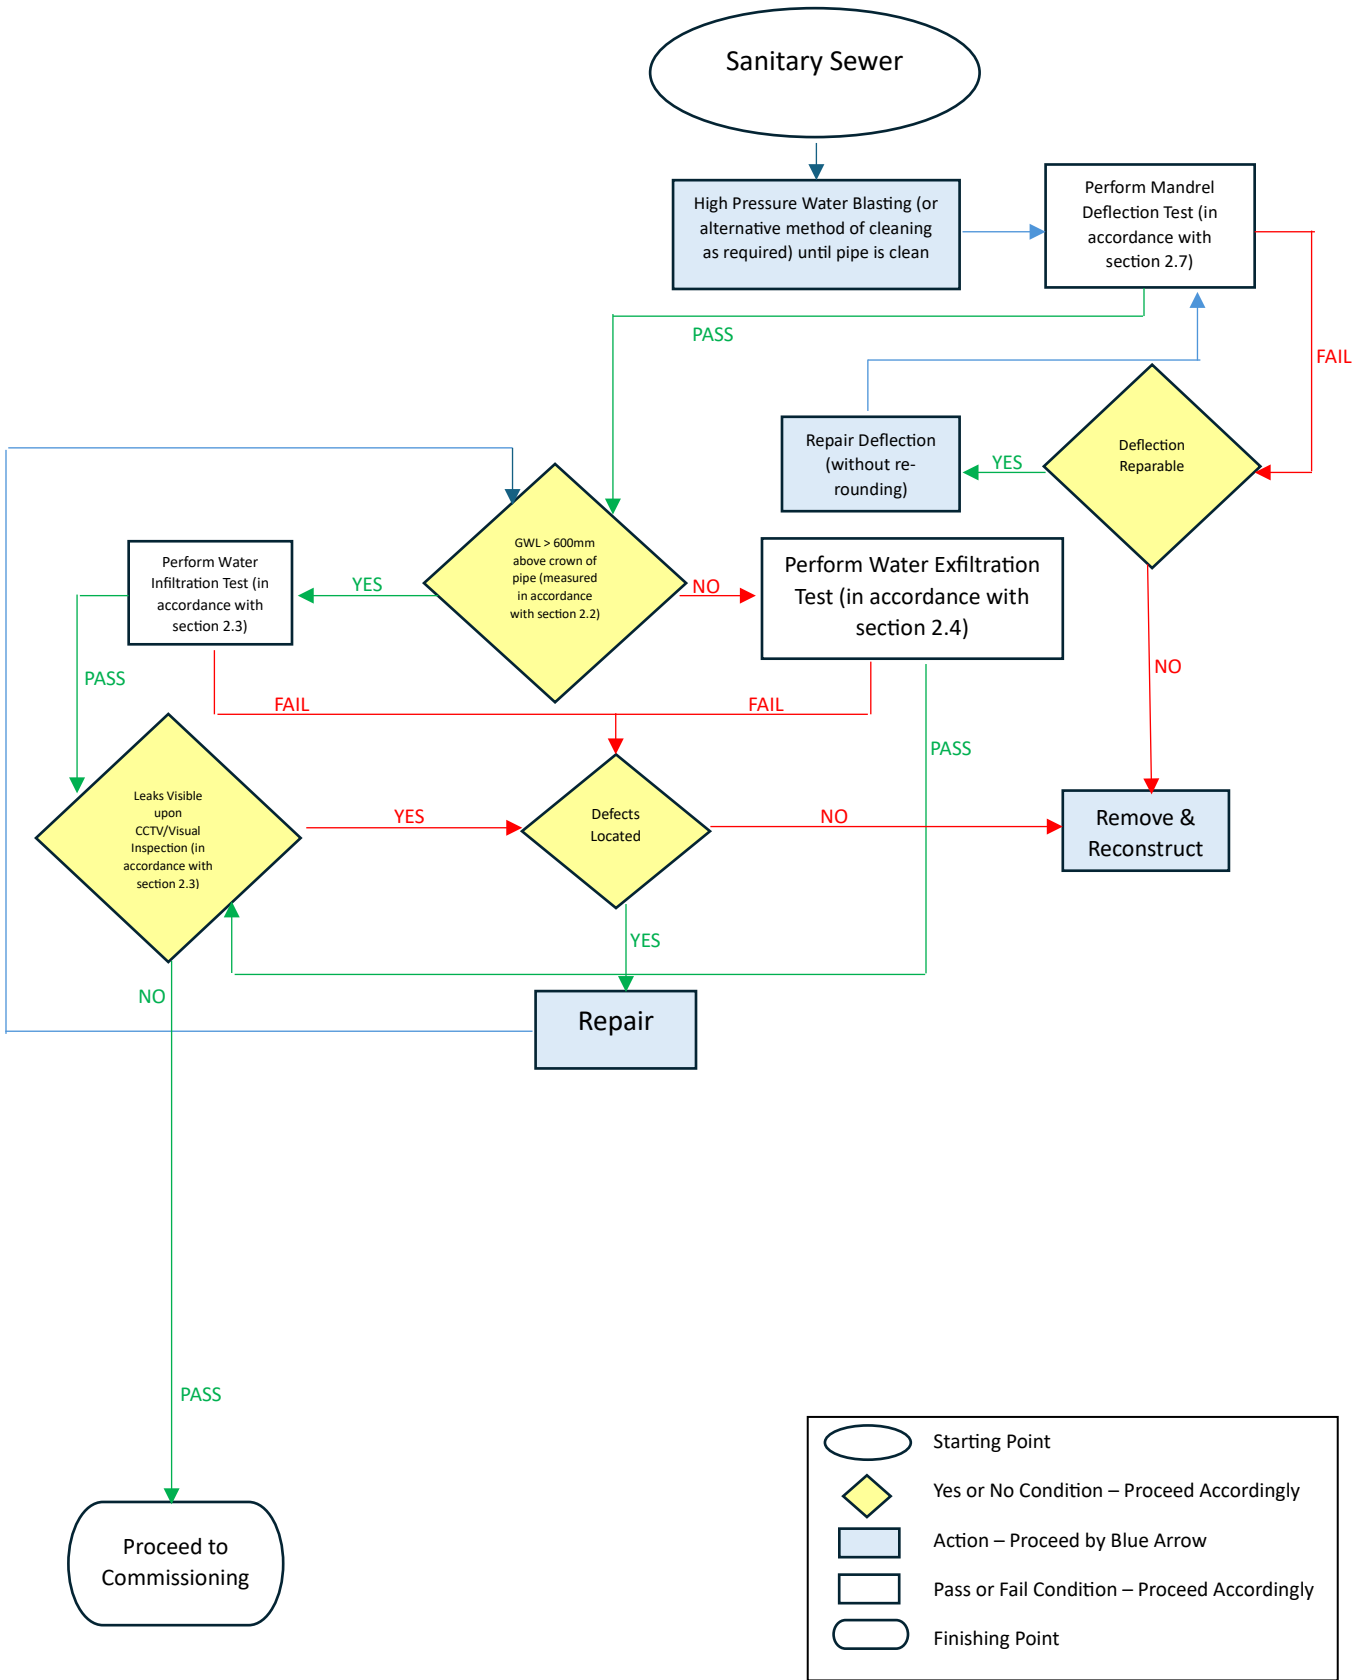 Sanitary Sewer
High Pressure Water Blasting (or
alternative method of cleaning
as required) until pipe is clean
Perform Mandrel
Deflection Test (in
accordance with
section 2.7)
PASS
FAIL
Repair Deflection
(without re-
rounding)
YES
Deflection
Reparable
GWL > 600mm
above crown of
pipe (measured
in accordance
with section 2.2)
Perform Water
Infiltration Test (in
accordance with
section 2.3)
YES
NO
Perform Water Exfiltration
Test (in accordance with
section 2.4)
NO
PASS
FAIL
FAIL
PASS
Leaks Visible
upon
CCTV/Visual
Inspection (in
accordance with
section 2.3)
YES
Defects
Located
NO
Remove &
Reconstruct
YES
NO
Repair
PASS
Proceed to
Commissioning
Starting Point
Yes or No Condition – Proceed Accordingly
Action – Proceed by Blue Arrow
Pass or Fail Condition – Proceed Accordingly
Finishing Point